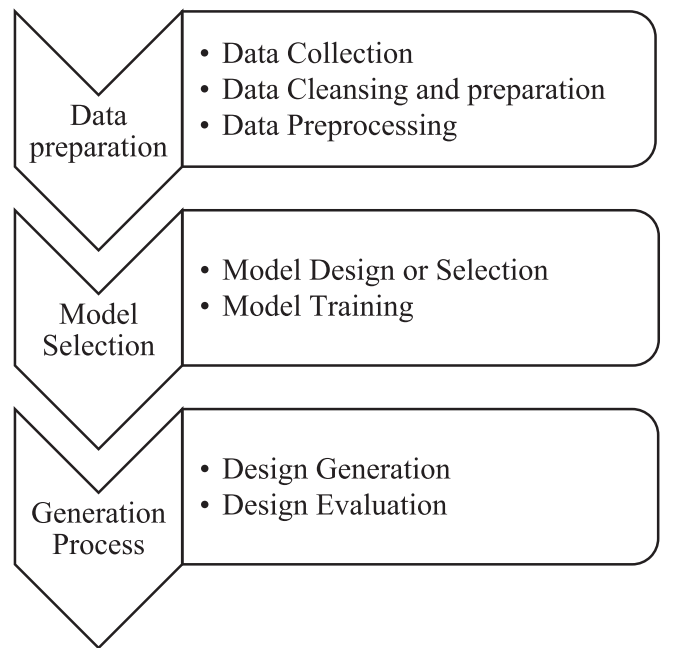 Data
preparation
• Data Collection
• Data Cleansing and preparation
• Data Preprocessing
Model
Selection
• Model Design or Selection
• Model Training
Generation
Process
• Design Generation
• Design Evaluation